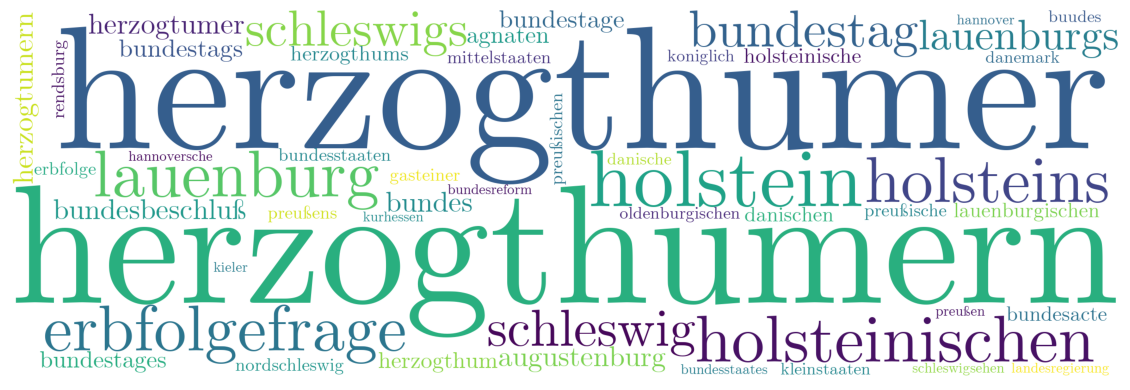 herzogtumer schleswigs bundestage bundestag hannover buudes
bundestags herzogthums agnaten mittelstaaten koniglich holsteinische lauenburgs danemark
herzogtumern rendsburg herzogthumer preußischen
erbfolge hannoversche bundesstaaten danische
lauenburg gasteiner bundesreform holstein holsteins
bundesbeschluß preußens kurhessen bundes oldenburgischen danischen preußische lauenburgischen
herzogthumern
kieler
erbfolgefrage schleswig holsteinischen preußen bundesacte
bundestages nordschleswig herzogthum augustenburg bundesstaates kleinstaaten schleswigsehen landesregierung